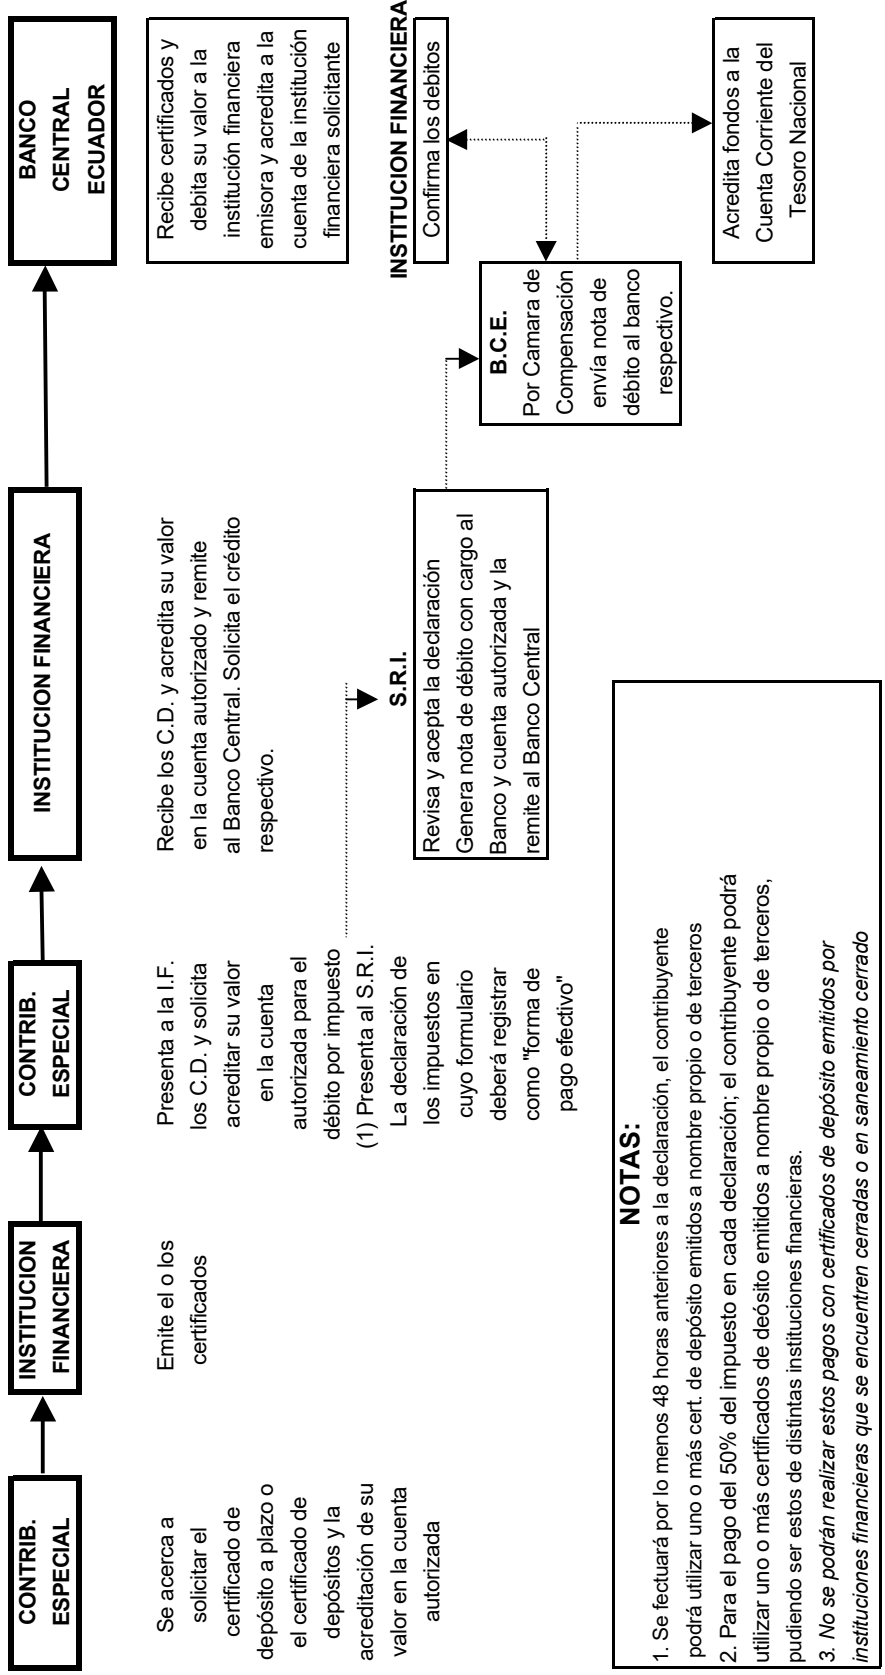 CONTRIB.
ESPECIAL
INSTITUCION
FINANCIERA
CONTRIB.
ESPECIAL
INSTITUCION FINANCIERA
BANCO
CENTRAL
ECUADOR
Se acerca a
solicitar el
certificado de
depósito a plazo o
el certificado de
depósitos y la
acreditación de su
valor en la cuenta
autorizada
Emite el o los
certificados
Presenta a la I.F.
los C.D. y solicita
acreditar su valor
en la cuenta
autorizada para el
débito por impuesto
(1) Presenta al S.R.I.
La declaración de
los impuestos en
cuyo formulario
deberá registrar
como "forma de
pago efectivo"
Recibe los C.D. y acredita su valor
en la cuenta autorizado y remite
al Banco Central. Solicita el crédito
respectivo.
Recibe certificados y
debita su valor a la
institución financiera
emisora y acredita a la
cuenta de la institución
financiera solicitante
S.R.I.
Revisa y acepta la declaración
Genera nota de débito con cargo al
Banco y cuenta autorizada y la
remite al Banco Central
B.C.E.
Por Camara de
Compensación
envía nota de
débito al banco
respectivo.
INSTITUCION FINANCIERA
Confirma los debitos
Acredita fondos a la
Cuenta Corriente del
Tesoro Nacional
NOTAS:
1. Se fectuará por lo menos 48 horas anteriores a la declaración, el contribuyente
podrá utilizar uno o más cert. de depósito emitidos a nombre propio o de terceros
2. Para el pago del 50% del impuesto en cada declaración; el contribuyente podrá
utilizar uno o más certificados de deósito emitidos a nombre propio o de terceros,
pudiendo ser estos de distintas instituciones financieras.
3. No se podrán realizar estos pagos con certificados de depósito emitidos por
instituciones financieras que se encuentren cerradas o en saneamiento cerrado